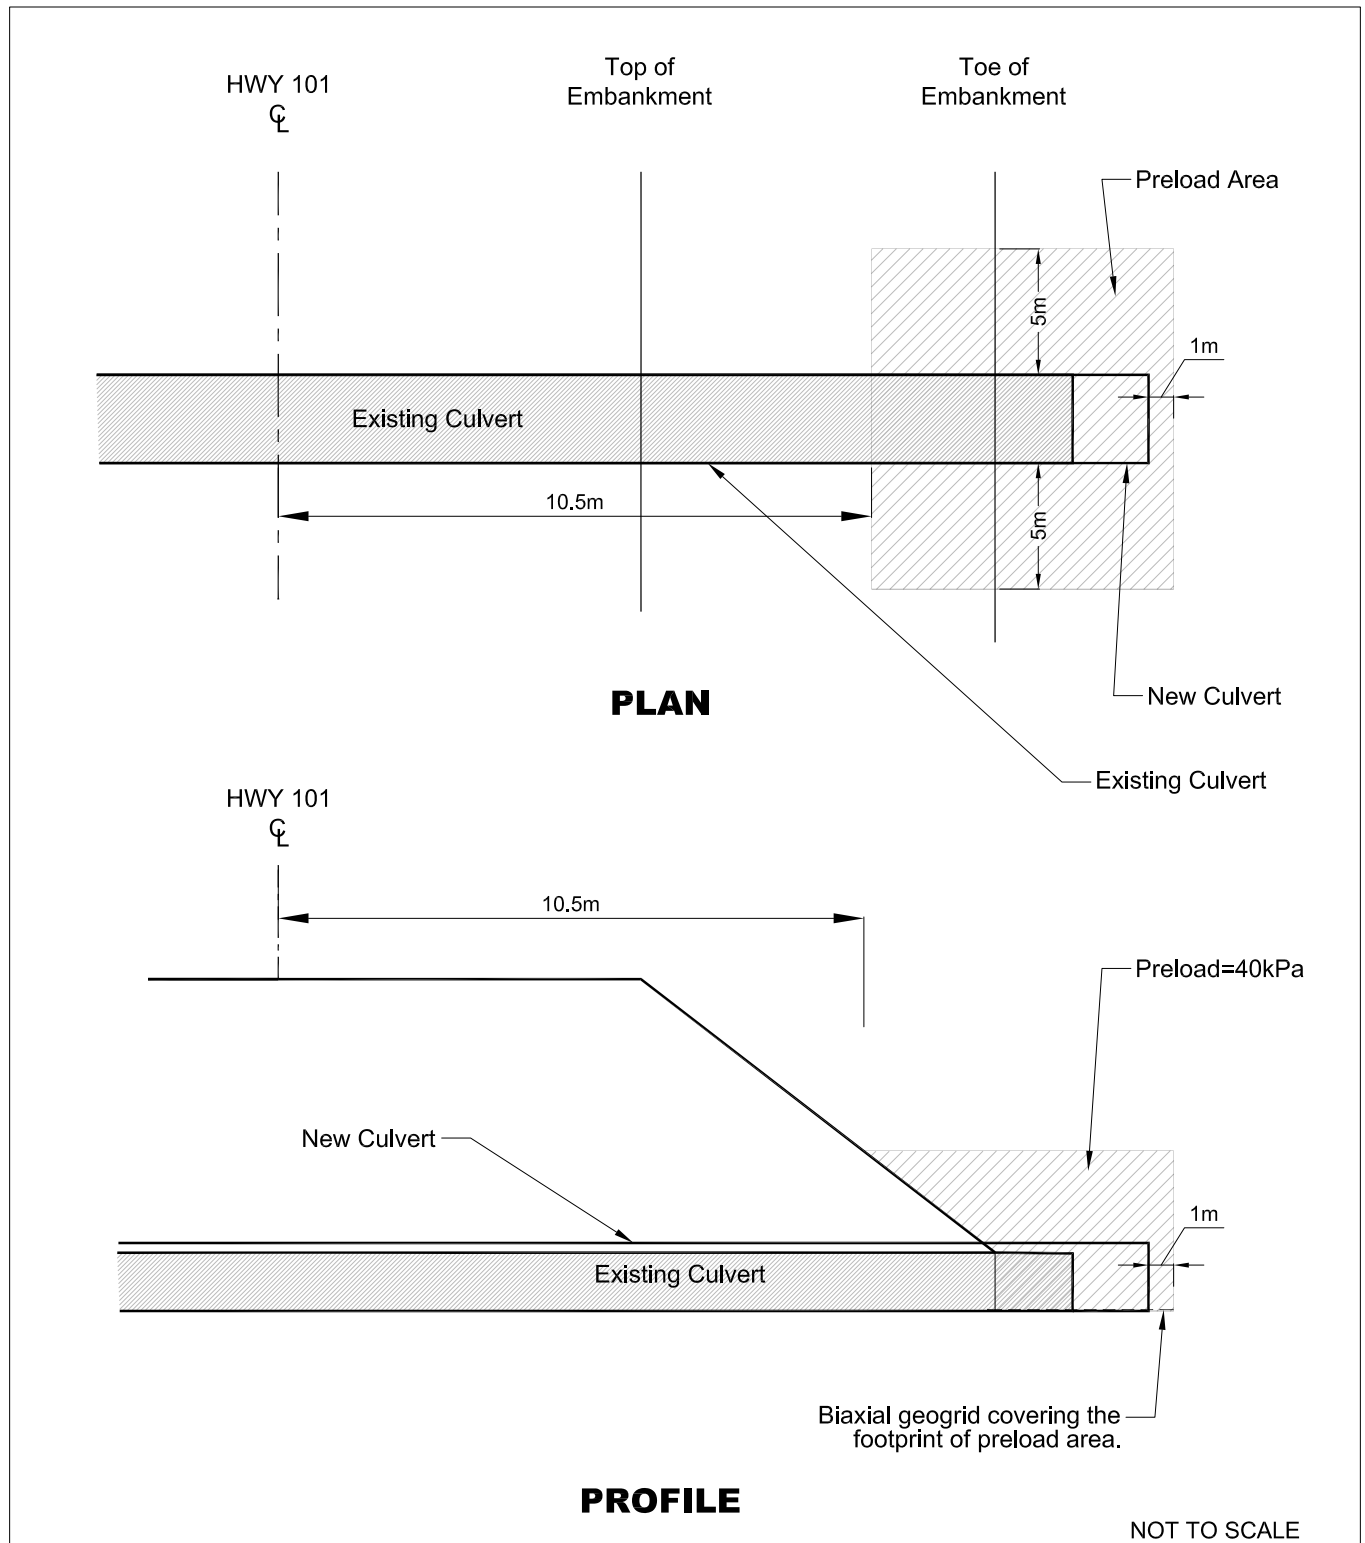 HWY 101
℄
Top of
Embankment
Toe of
Embankment
Preload Area
5m
1m
Existing Culvert
10.5m
5m
New Culvert
PLAN
Existing Culvert
HWY 101
℄
10.5m
Preload=40kPa
New Culvert
1m
Existing Culvert
Biaxial geogrid covering the
footprint of preload area.
PROFILE
NOT TO SCALE